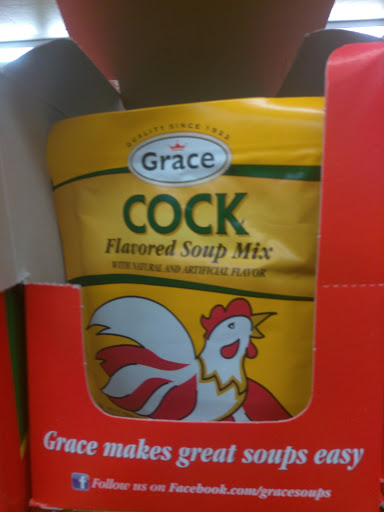 QUALITY SINCE 1922
Grace
COCK
Flavored Soup Mix
WITH NATURAL AND ARTIFICIAL FLAVOR
Grace makes great soups easy
f Follow us on Facebook.com/gracesoups